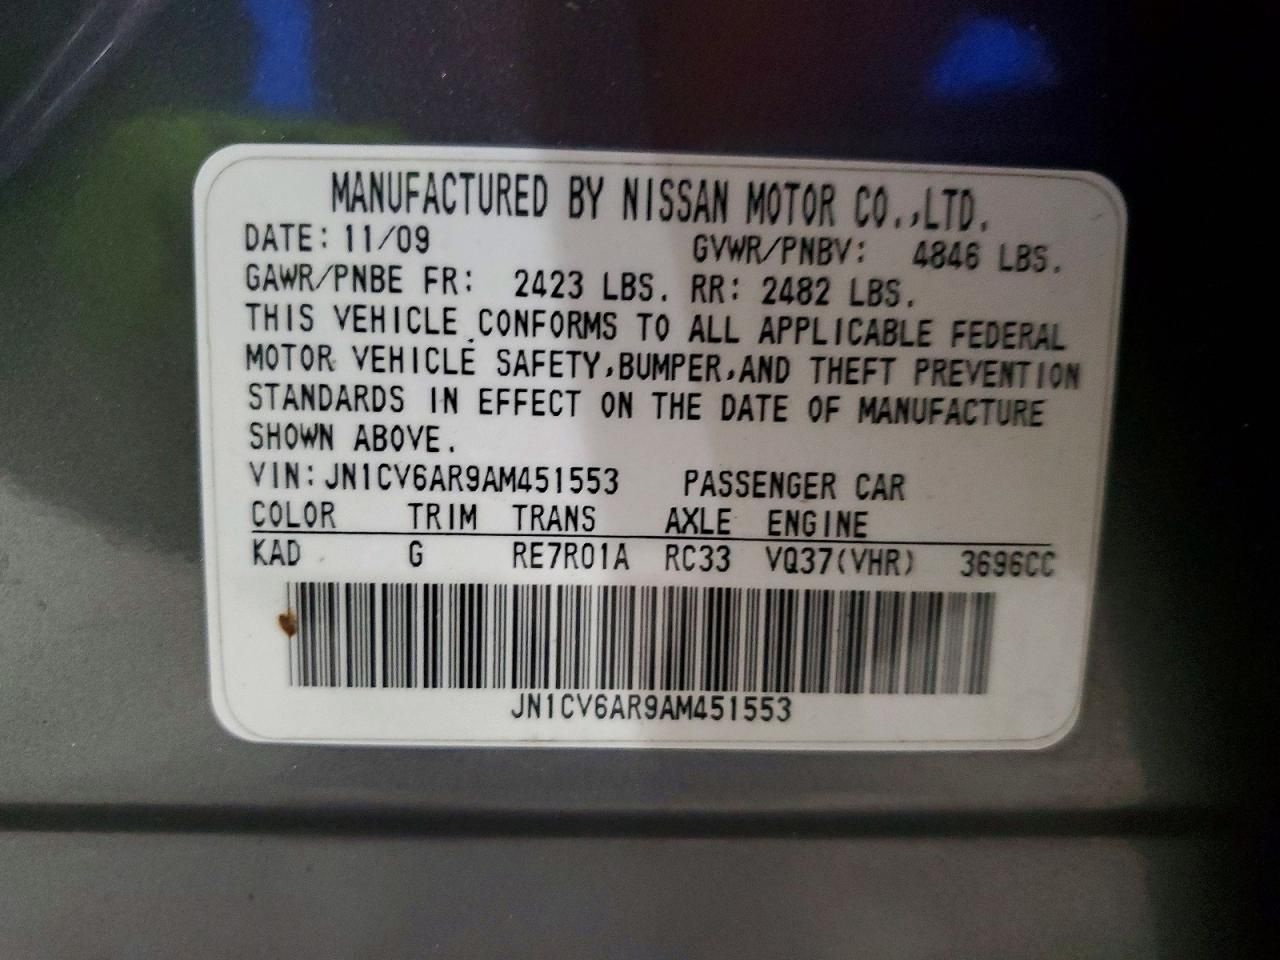 MANUFACTURED BY NISSAN MOTOR CO.,LTD.
DATE: 11/09 GVWR/PNBV: 4846 LBS.
GAWR/PNBE FR: 2423 LBS. RR: 2482 LBS.
THIS VEHICLE CONFORMS TO ALL APPLICABLE FEDERAL
MOTOR VEHICLE SAFETY,BUMPER,AND THEFT PREVENTION
STANDARDS IN EFFECT ON THE DATE OF MANUFACTURE
SHOWN ABOVE.
VIN: JN1CV6AR9AM451553 PASSENGER CAR
COLOR TRIM TRANS AXLE ENGINE
KAD G RE7R01A RC33 VQ37(VHR) 3696CC
JN1CV6AR9AM451553